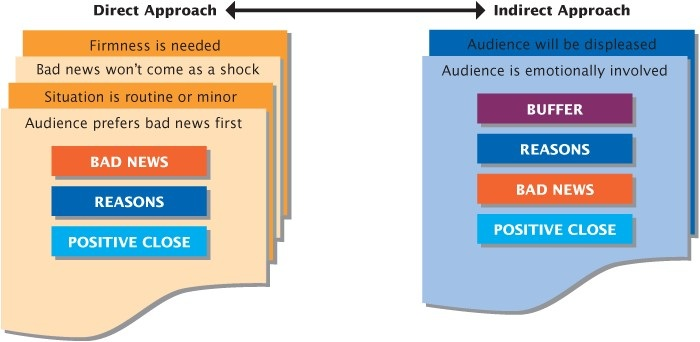 Direct Approach
Indirect Approach
Firmness is needed
Bad news won't come as a shock
Situation is routine or minor
Audience prefers bad news first
BAD NEWS
REASONS
POSITIVE CLOSE
Audience will be displeased
Audience is emotionally involved
BUFFER
REASONS
BAD NEWS
POSITIVE CLOSE